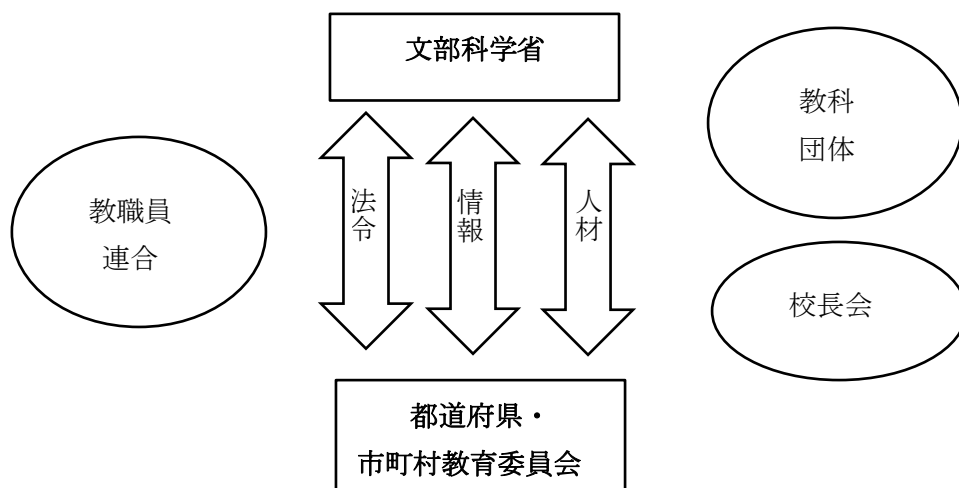 文部科学省
教科
団体
教職員
連合
法令
情報
人材
校長会
都道府県・
市町村教育委員会